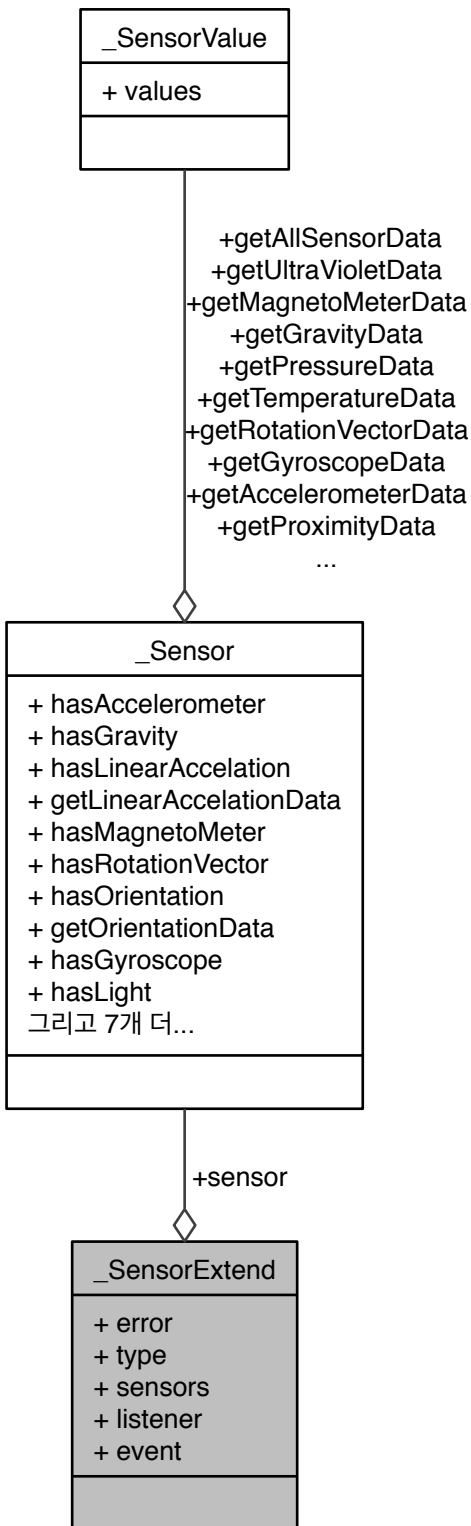 _SensorValue
+ values
+getAllSensorData
+getUltraVioletData
+getMagnetoMeterData
+getGravityData
+getPressureData
+getTemperatureData
+getRotationVectorData
+getGyroscopeData
+getAccelerometerData
+getProximityData
...
_Sensor
+ hasAccelerometer
+ hasGravity
+ hasLinearAccelation
+ getLinearAccelationData
+ hasMagnetoMeter
+ hasRotationVector
+ hasOrientation
+ getOrientationData
+ hasGyroscope
+ hasLight
그리고 7개 더...
+sensor
_SensorExtend
+ error
+ type
+ sensors
+ listener
+ event